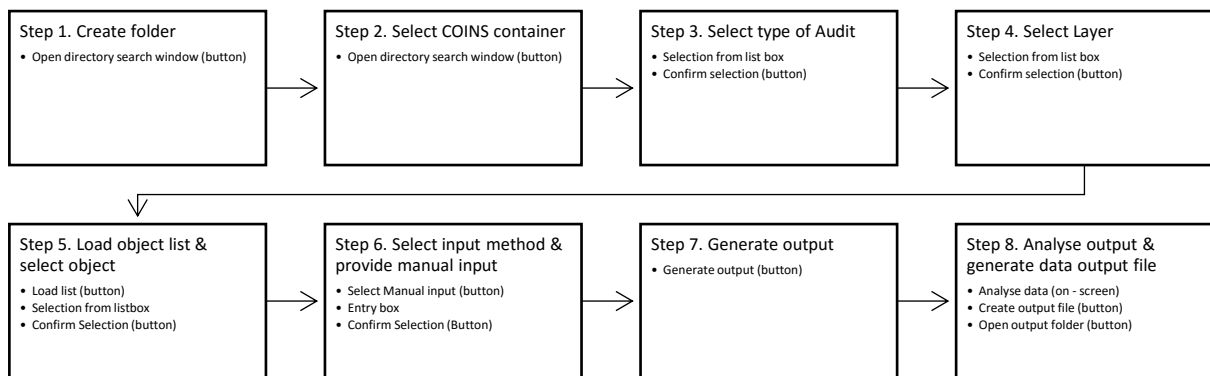 Step 1. Create folder
• Open directory search window (button)
Step 2. Select COINS container
• Open directory search window (button)
Step 3. Select type of Audit
• Selection from list box
• Confirm selection (button)
Step 4. Select Layer
• Selection from list box
• Confirm selection (button)
Step 5. Load object list &
select object
• Load list (button)
• Selection from listbox
• Confirm Selection (button)
Step 6. Select input method &
provide manual input
• Select Manual input (button)
• Entry box
• Confirm Selection (Button)
Step 7. Generate output
• Generate output (button)
Step 8. Analyse output &
generate data output file
• Analyse data (on - screen)
• Create output file (button)
• Open output folder (button)